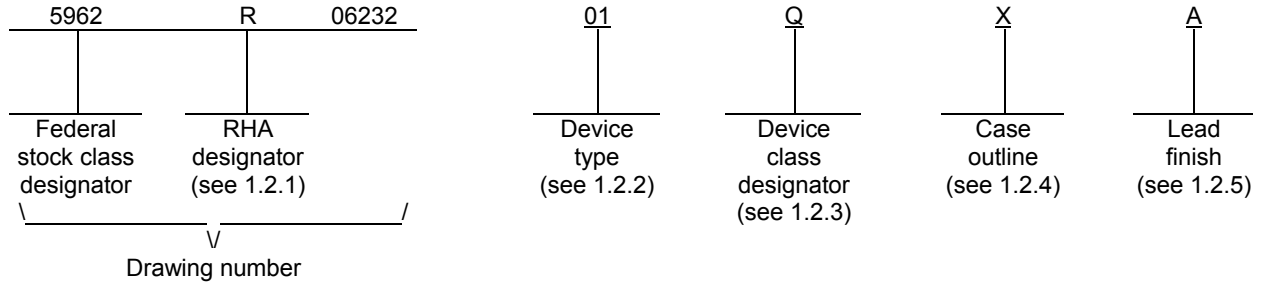 5962 R 06232 01 Q X A
Federal stock class designator
RHA designator (see 1.2.1)
Device type (see 1.2.2)
Device class designator (see 1.2.3)
Case outline (see 1.2.4)
Lead finish (see 1.2.5)
\ /
\/
Drawing number